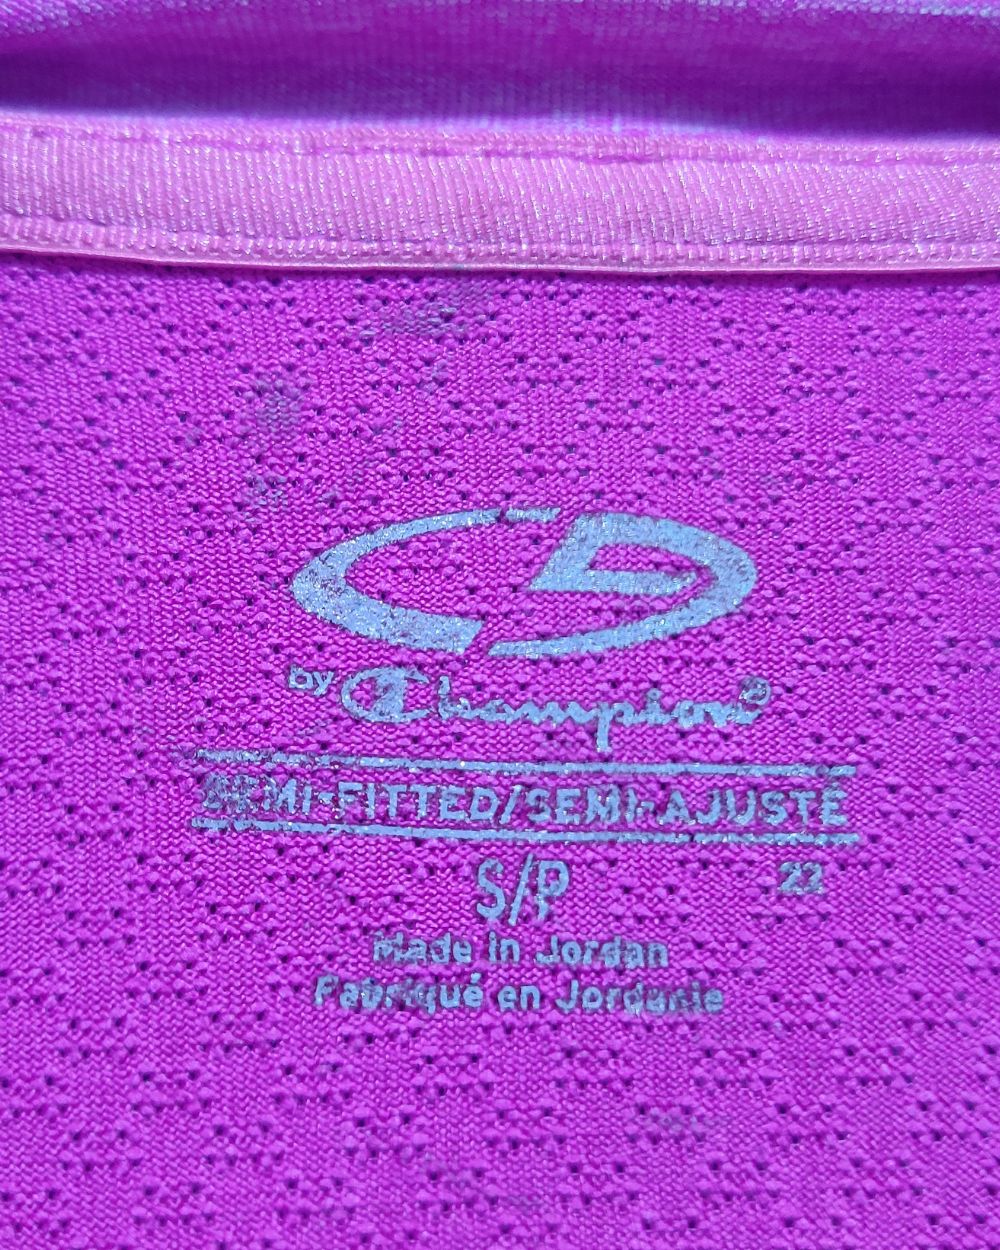 by Champion®
SEMI-FITTED/SEMI-AJUSTÉ
S/P 22
Made in Jordan
Fabriqué en Jordanie